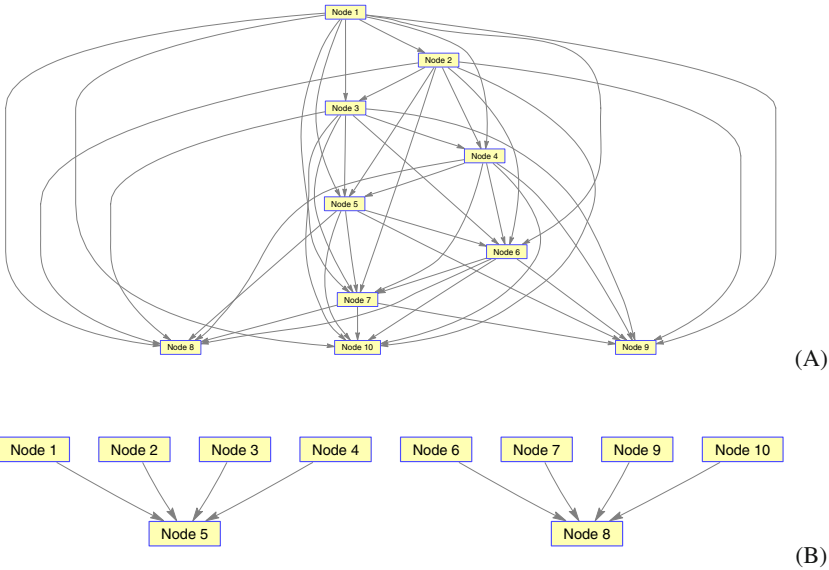 Node 1
Node 2
Node 3
Node 4
Node 5
Node 6
Node 7
Node 8 Node 10 Node 9
(A)
Node 1 Node 2 Node 3 Node 4 Node 6 Node 7 Node 9 Node 10
Node 5 Node 8
(B)